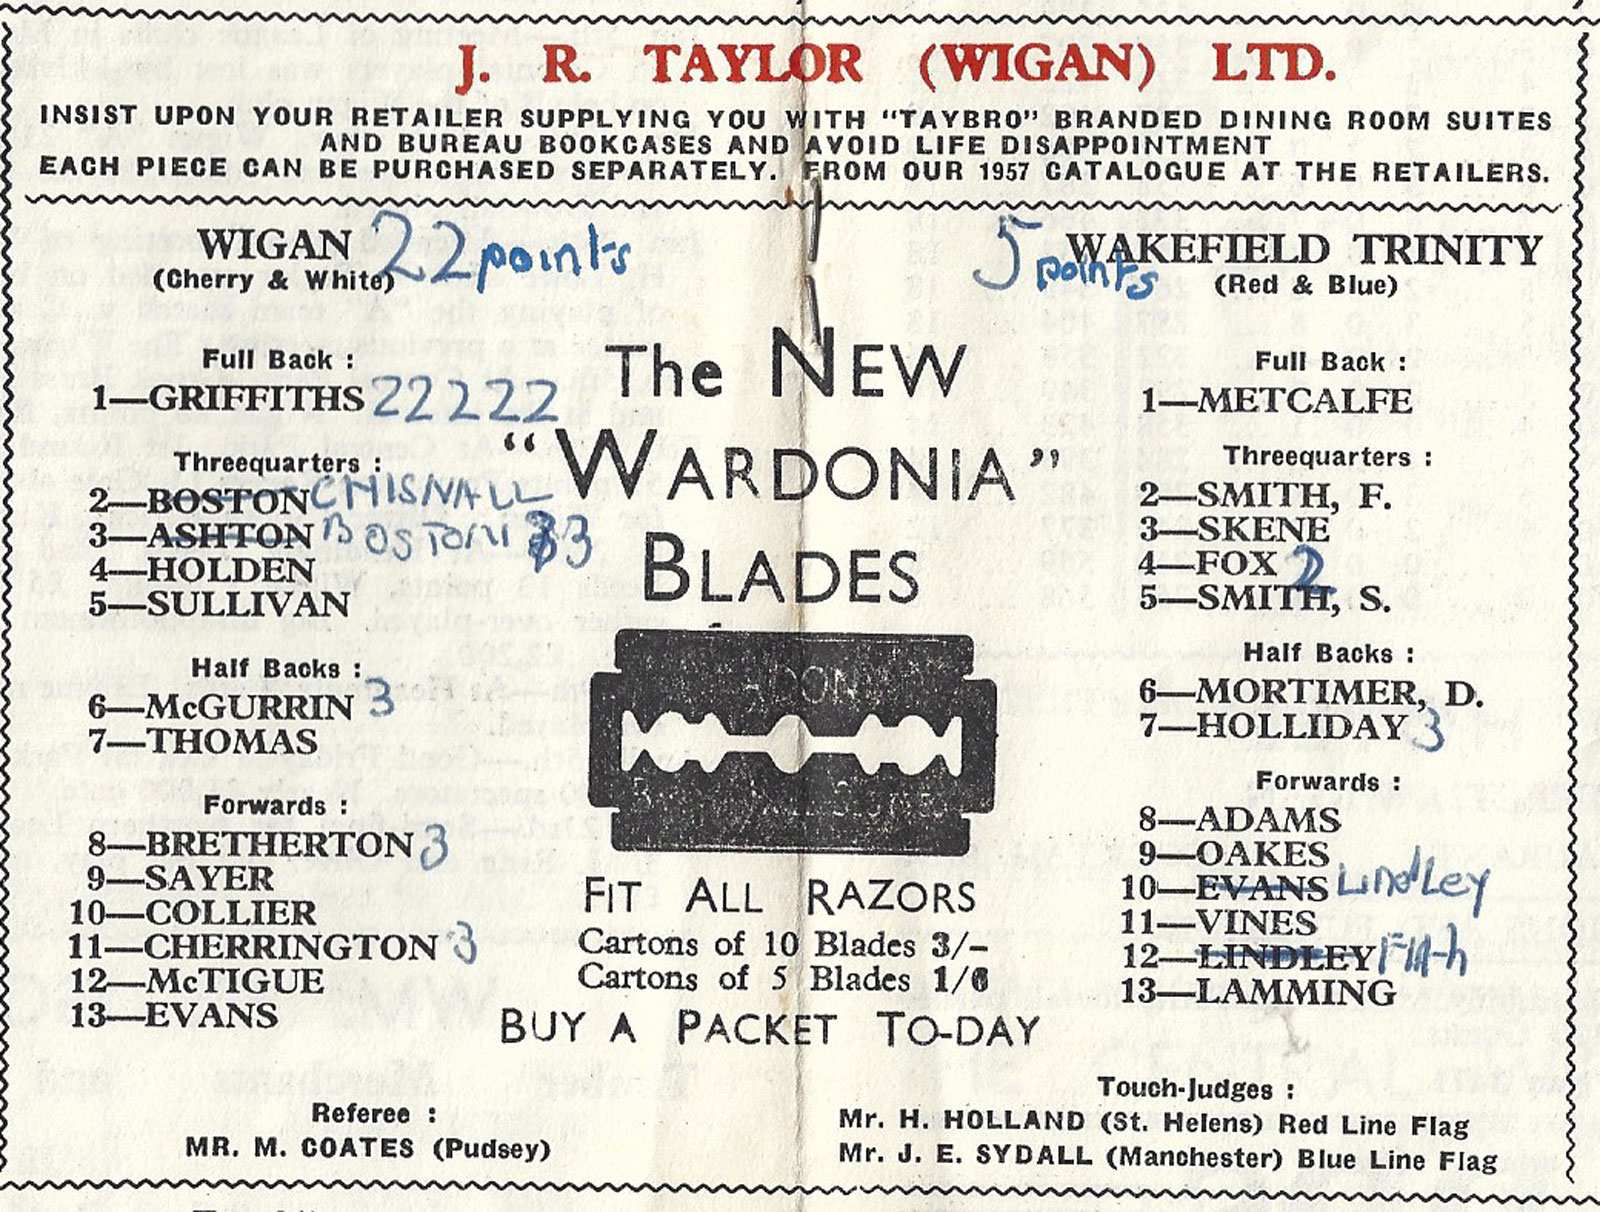 J. R. TAYLOR (WIGAN) LTD.
INSIST UPON YOUR RETAILER SUPPLYING YOU WITH "TAYBRO" BRANDED DINING ROOM SUITES
AND BUREAU BOOKCASES AND AVOID LIFE DISAPPOINTMENT
EACH PIECE CAN BE PURCHASED SEPARATELY. FROM OUR 1957 CATALOGUE AT THE RETAILERS.
WIGAN 22 points
(Cherry & White)
Full Back :
1—GRIFFITHS 22222
Threequarters :
2—BOSTON CHISNALL
3—ASHTON BOSTON 33
4—HOLDEN
5—SULLIVAN
Half Backs :
6—McGURRIN 3
7—THOMAS
Forwards :
8—BRETHERTON 3
9—SAYER
10—COLLIER
11—CHERRINGTON 3
12—McTIGUE
13—EVANS
Referee :
MR. M. COATES (Pudsey)
The NEW
"WARDONIA"
BLADES
FIT ALL RAZORS
Cartons of 10 Blades 3/-
Cartons of 5 Blades 1/6
BUY A PACKET TO-DAY
5 points WAKEFIELD TRINITY
(Red & Blue)
Full Back :
1—METCALFE
Threequarters :
2—SMITH, F.
3—SKENE
4—FOX 2
5—SMITH, S.
Half Backs :
6—MORTIMER, D.
7—HOLLIDAY 3
Forwards :
8—ADAMS
9—OAKES
10—EVANS Lindley
11—VINES
12—LINDLEY
13—LAMMING
Touch-Judges :
Mr. H. HOLLAND (St. Helens) Red Line Flag
Mr. J. E. SYDALL (Manchester) Blue Line Flag